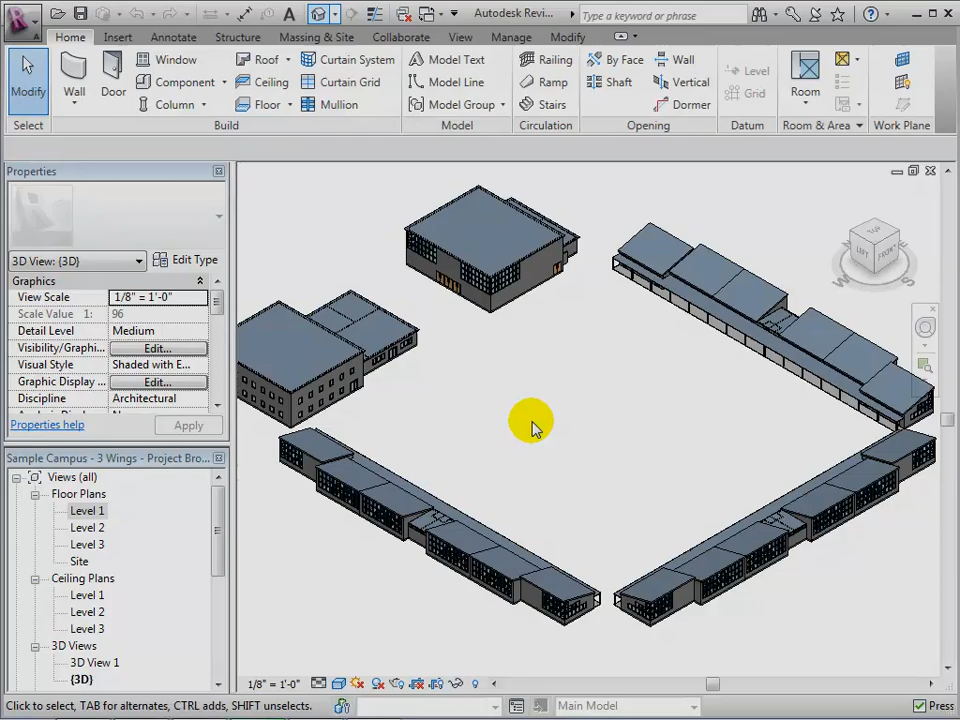 Autodesk Revi...
Type a keyword or phrase
Home Insert Annotate Structure Massing & Site Collaborate View Manage Modify
Modify
Select
Wall
Door
Window
Component
Column
Roof
Ceiling
Floor
Curtain System
Curtain Grid
Mullion
Build
Model Text
Model Line
Model Group
Model
Railing
Ramp
Stairs
Circulation
By Face
Shaft
Wall
Vertical
Dormer
Opening
Level
Grid
Datum
Room
Room & Area
Work Plane
Properties
3D View: {3D}
Edit Type
Graphics
View Scale 1/8" = 1'-0"
Scale Value 1: 96
Detail Level Medium
Visibility/Graphi... Edit...
Visual Style Shaded with E...
Graphic Display ... Edit...
Discipline Architectural
Properties help
Apply
Sample Campus - 3 Wings - Project Bro...
Views (all)
Floor Plans
Level 1
Level 2
Level 3
Site
Ceiling Plans
Level 1
Level 2
Level 3
3D Views
3D View 1
{3D}
TOP
LEFT
FRONT
1/8" = 1'-0"
Click to select, TAB for alternates, CTRL adds, SHIFT unselects.
Main Model
Press